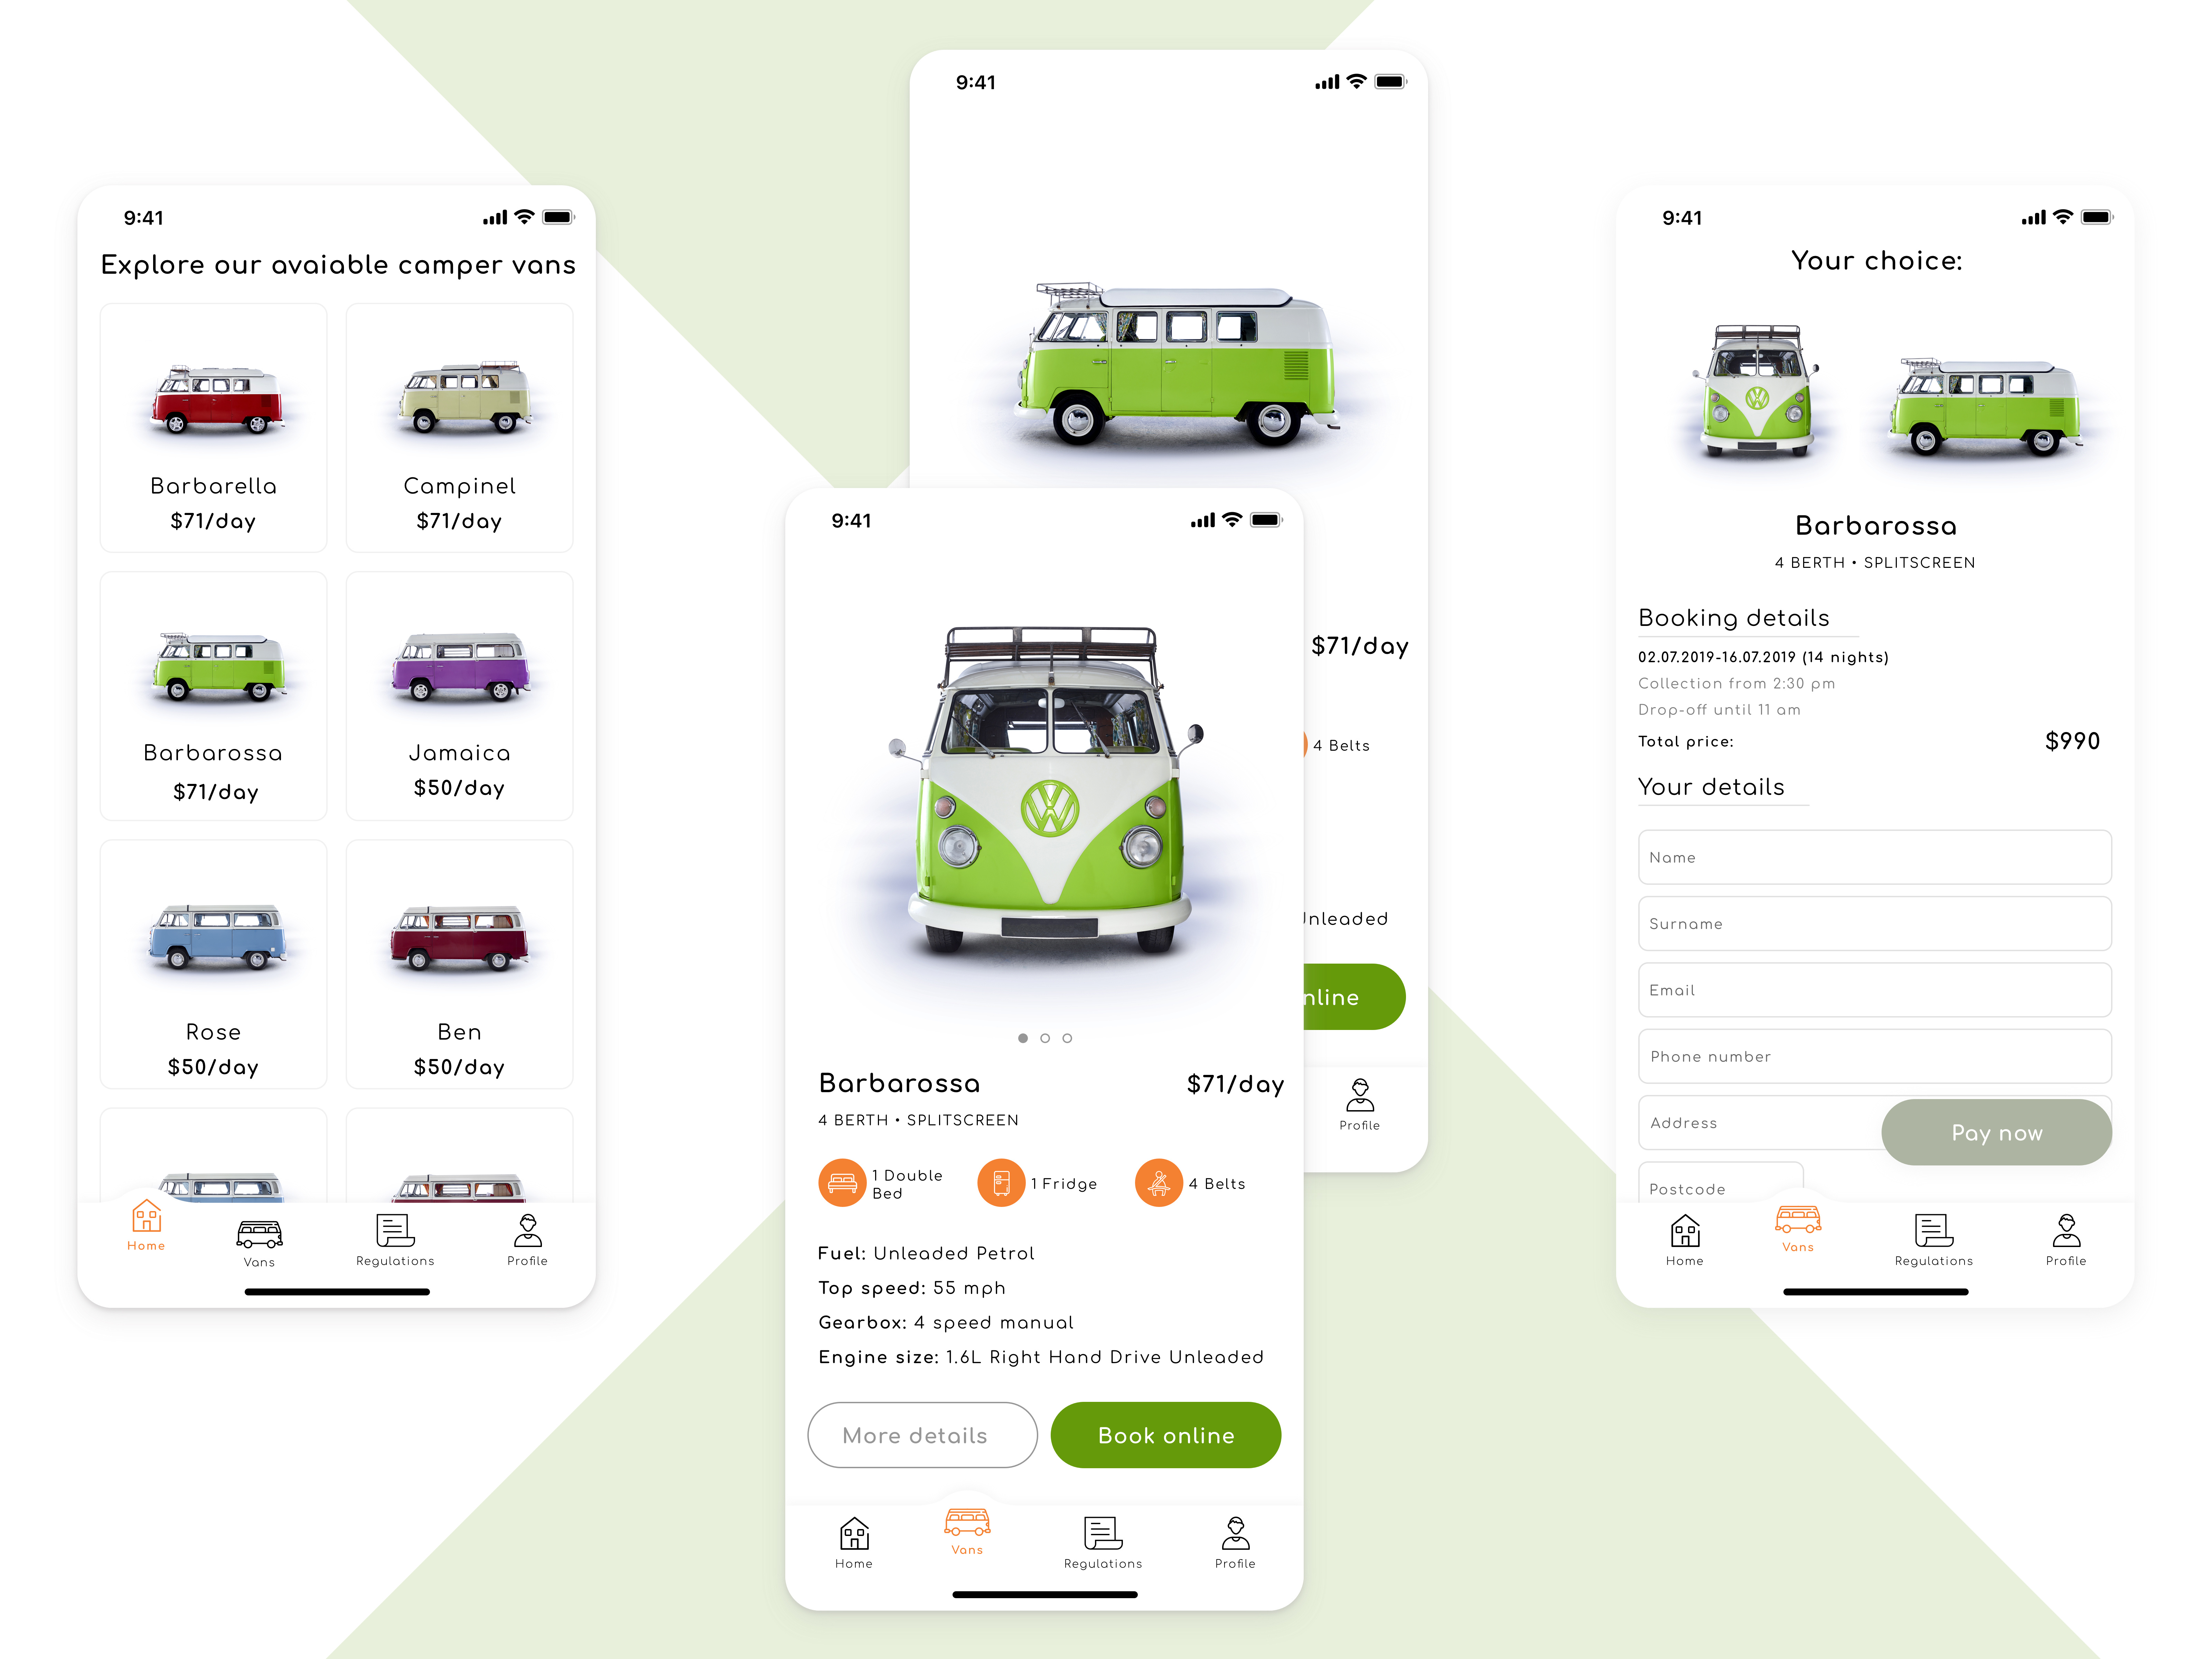 9:41
Explore our avaiable camper vans
Barbarella
$71/day
Campinel
$71/day
Barbarossa
$71/day
Jamaica
$50/day
Rose
$50/day
Ben
$50/day
Home
Vans
Regulations
Profile
9:41
$71/day
4 Belts
Unleaded
nline
Profile
9:41
Barbarossa
$71/day
4 BERTH • SPLITSCREEN
1 Double
Bed
1 Fridge
4 Belts
Fuel: Unleaded Petrol
Top speed: 55 mph
Gearbox: 4 speed manual
Engine size: 1.6L Right Hand Drive Unleaded
More details
Book online
Home
Vans
Regulations
Profile
9:41
Your choice:
Barbarossa
4 BERTH • SPLITSCREEN
Booking details
02.07.2019-16.07.2019 (14 nights)
Collection from 2:30 pm
Drop-off until 11 am
Total price:
$990
Your details
Name
Surname
Email
Phone number
Address
Pay now
Postcode
Home
Vans
Regulations
Profile